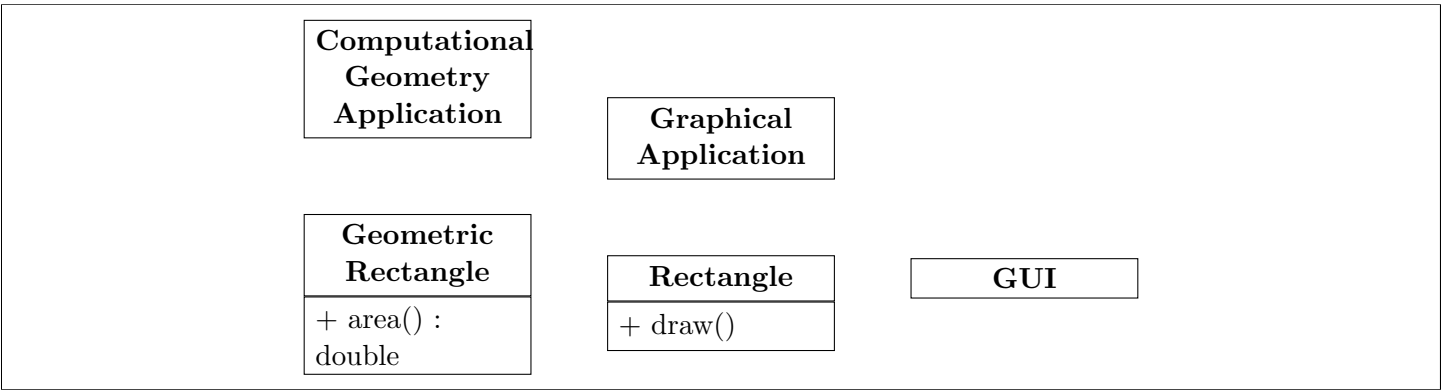 Computational
Geometry
Application
Graphical
Application
Geometric
Rectangle
+ area() :
double
Rectangle
+ draw()
GUI